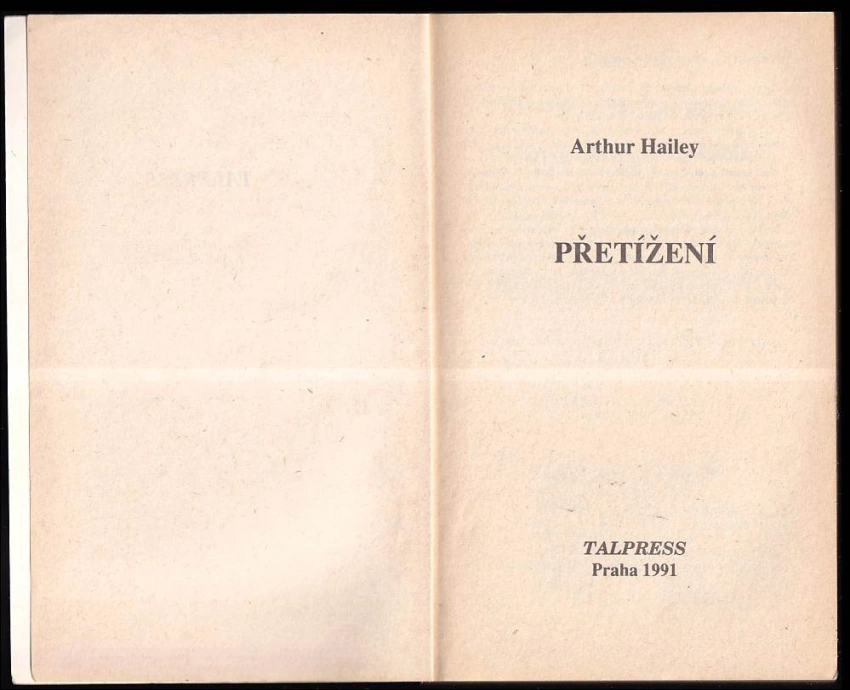 Arthur Hailey
PŘETÍŽENÍ
TALPRESS
Praha 1991